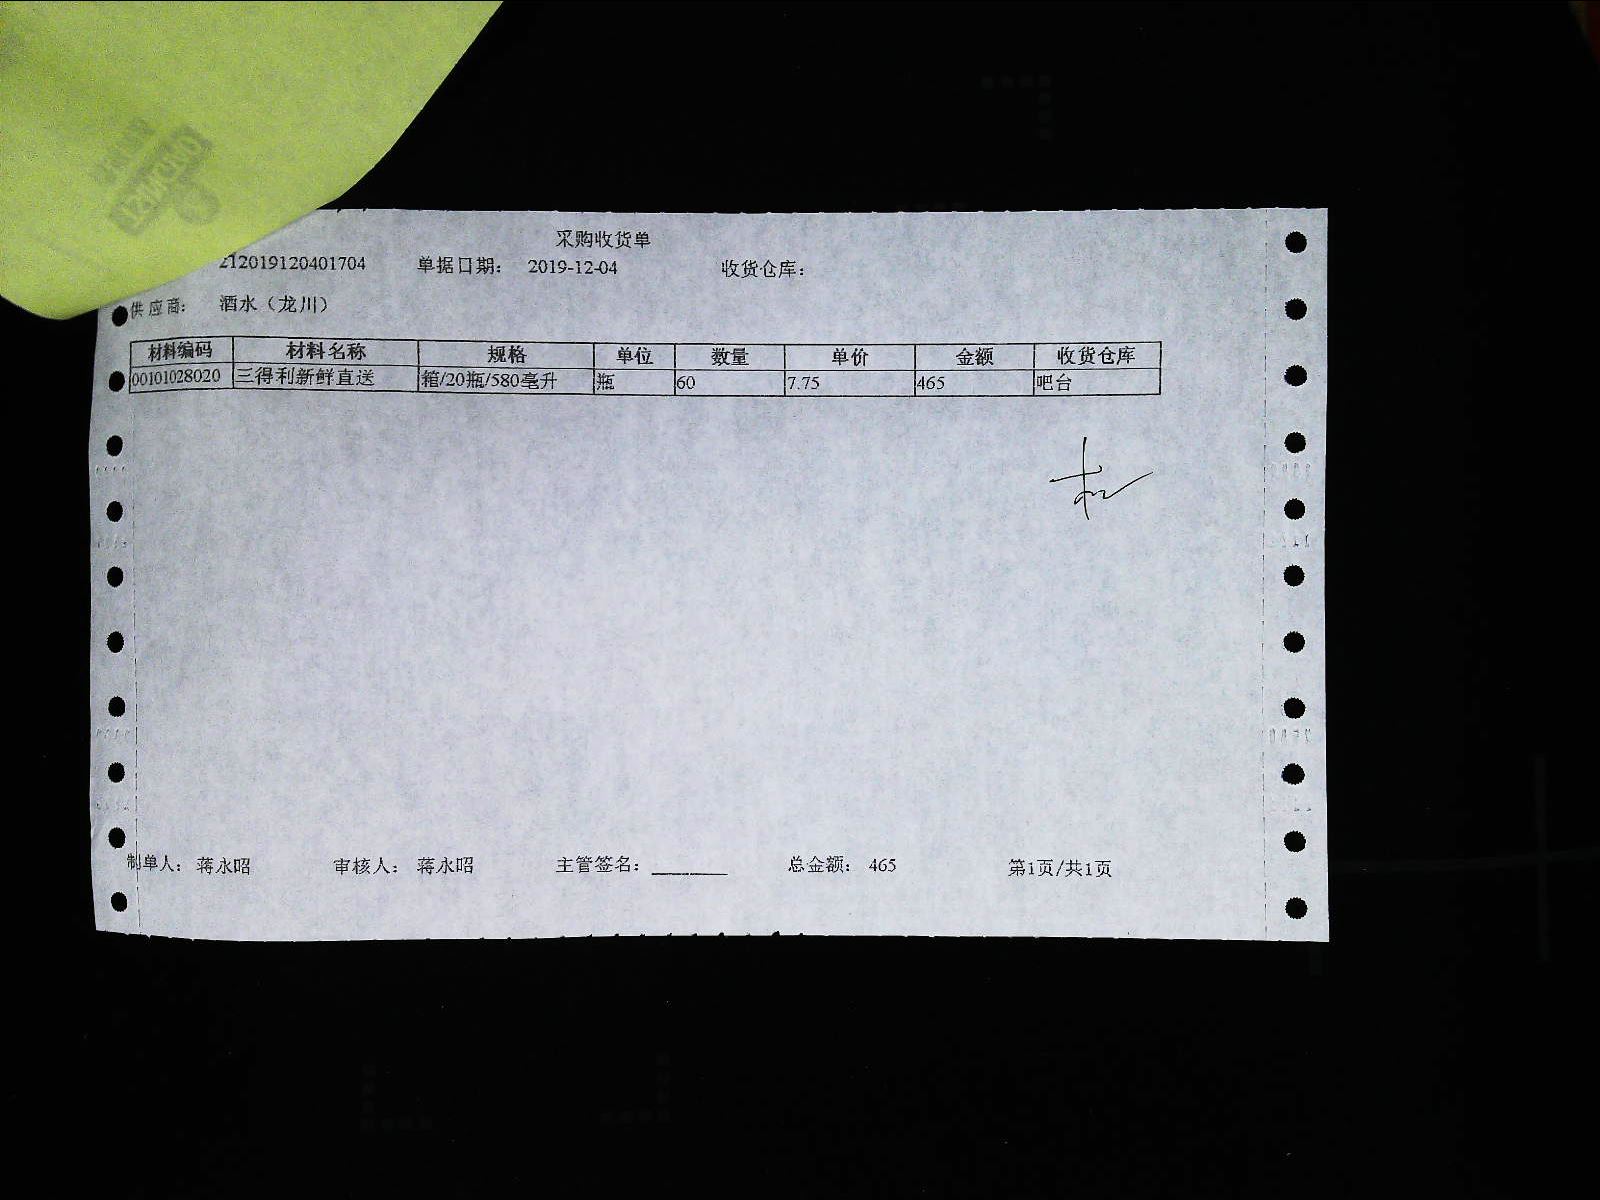 采购收货单
212019120401704 单据日期: 2019-12-04 收货仓库:
供应商: 酒水（龙川）
材料编码 材料名称 规格 单位 数量 单价 金额 收货仓库
00101028020 三得利新鲜直送 箱/20瓶/580毫升 瓶 60 7.75 465 吧台
制单人: 蒋永昭 审核人: 蒋永昭 主管签名: 总金额: 465 第1页/共1页